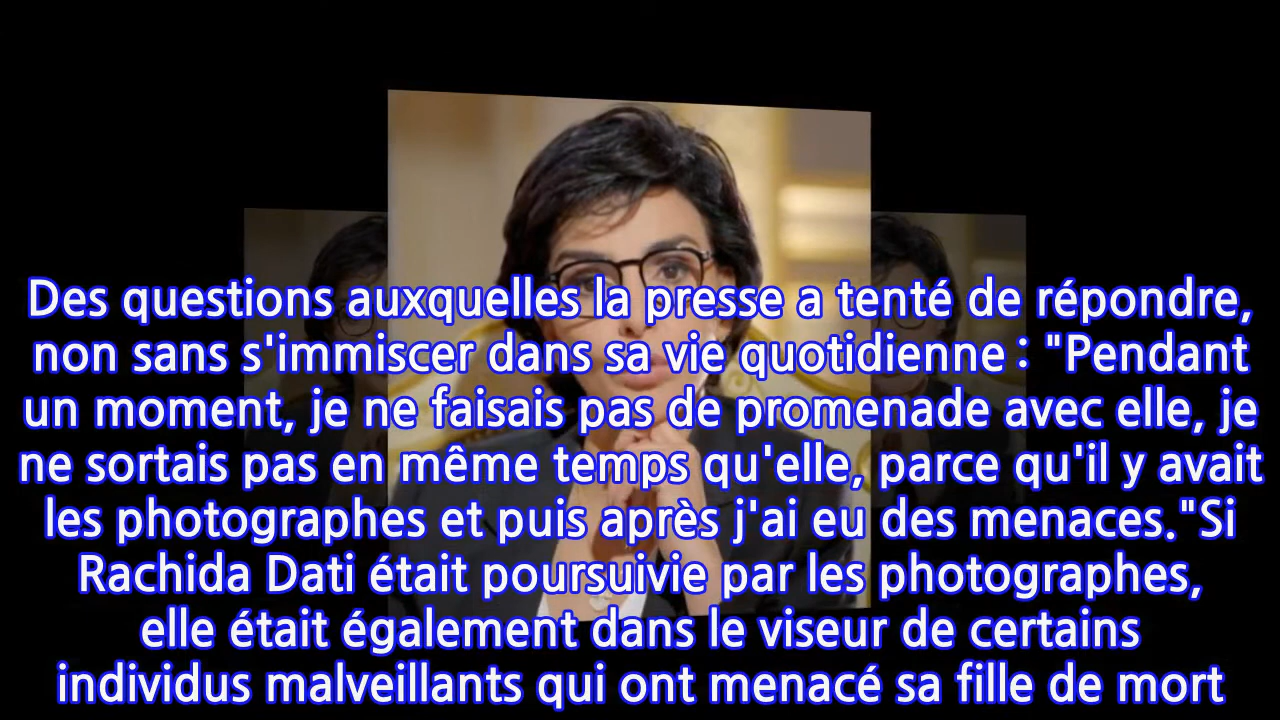 Des questions auxquelles la presse a tenté de répondre,
non sans s'immiscer dans sa vie quotidienne : "Pendant
un moment, je ne faisais pas de promenade avec elle, je
ne sortais pas en même temps qu'elle, parce qu'il y avait
les photographes et puis après j'ai eu des menaces."Si
Rachida Dati était poursuivie par les photographes,
elle était également dans le viseur de certains
individus malveillants qui ont menacé sa fille de mort